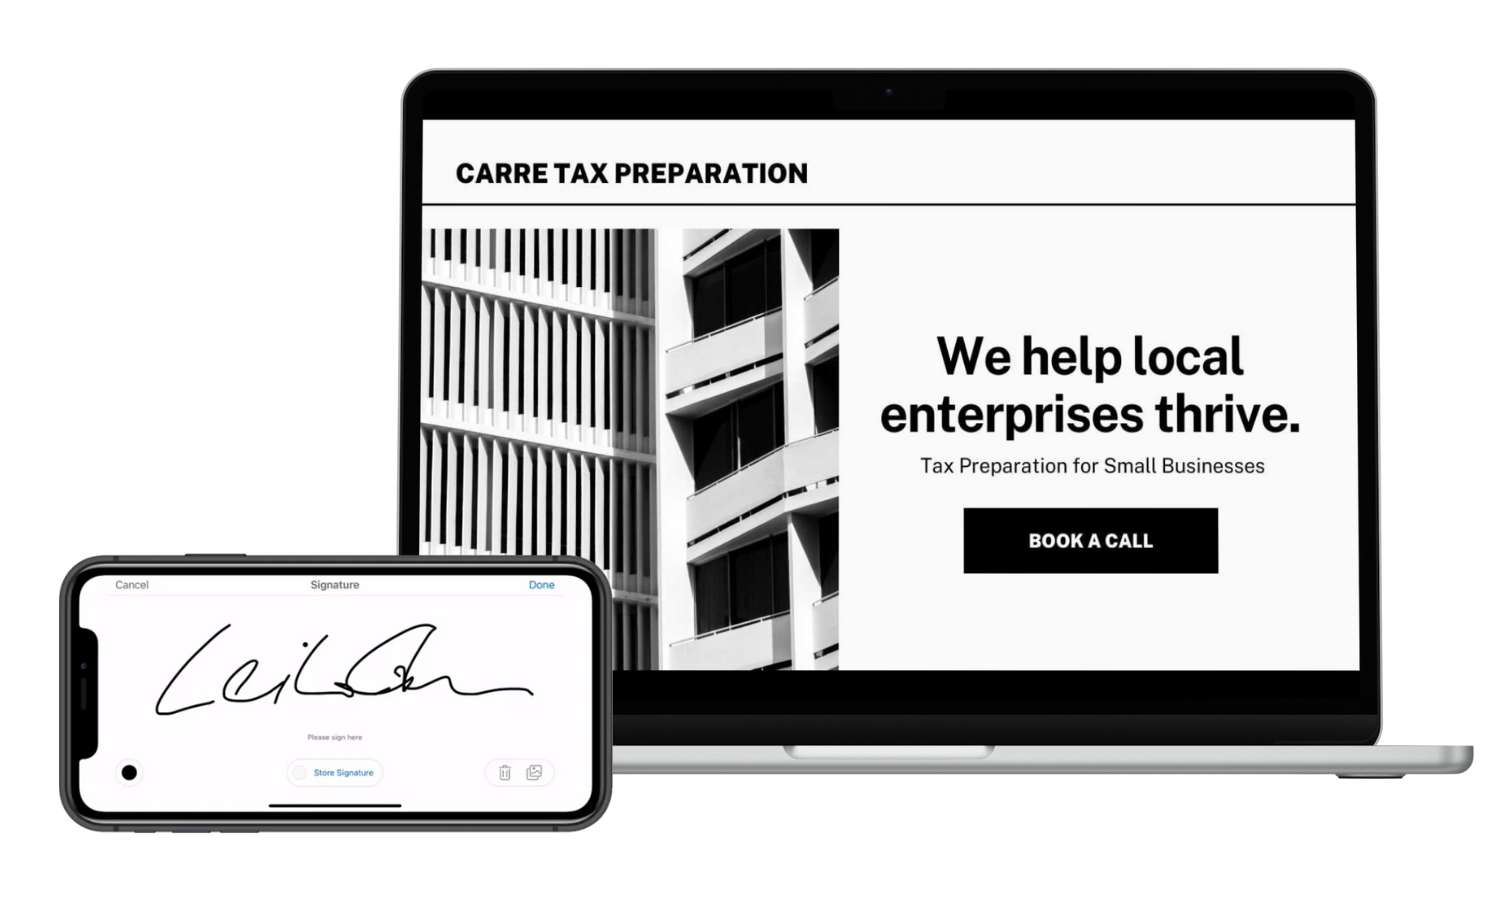 CARRE TAX PREPARATION
We help local
enterprises thrive.
Tax Preparation for Small Businesses
BOOK A CALL
Cancel
Signature
Done
Please sign here
Store Signature